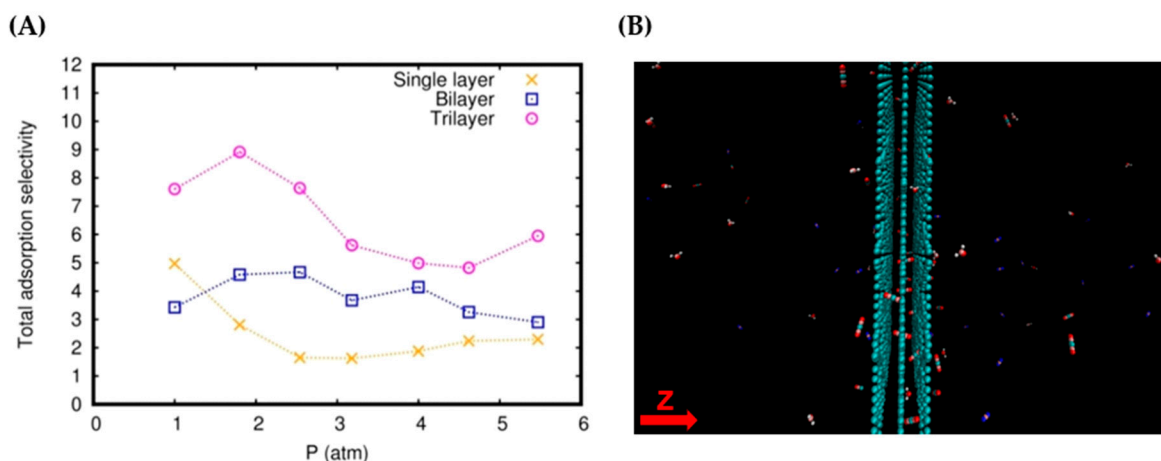 (A)
(B)
12
11
10
9
8
7
6
5
4
3
2
1
0
Total adsorption selectivity
Single layer
Bilayer
Trilayer
0 1 2 3 4 5 6
P (atm)
Z